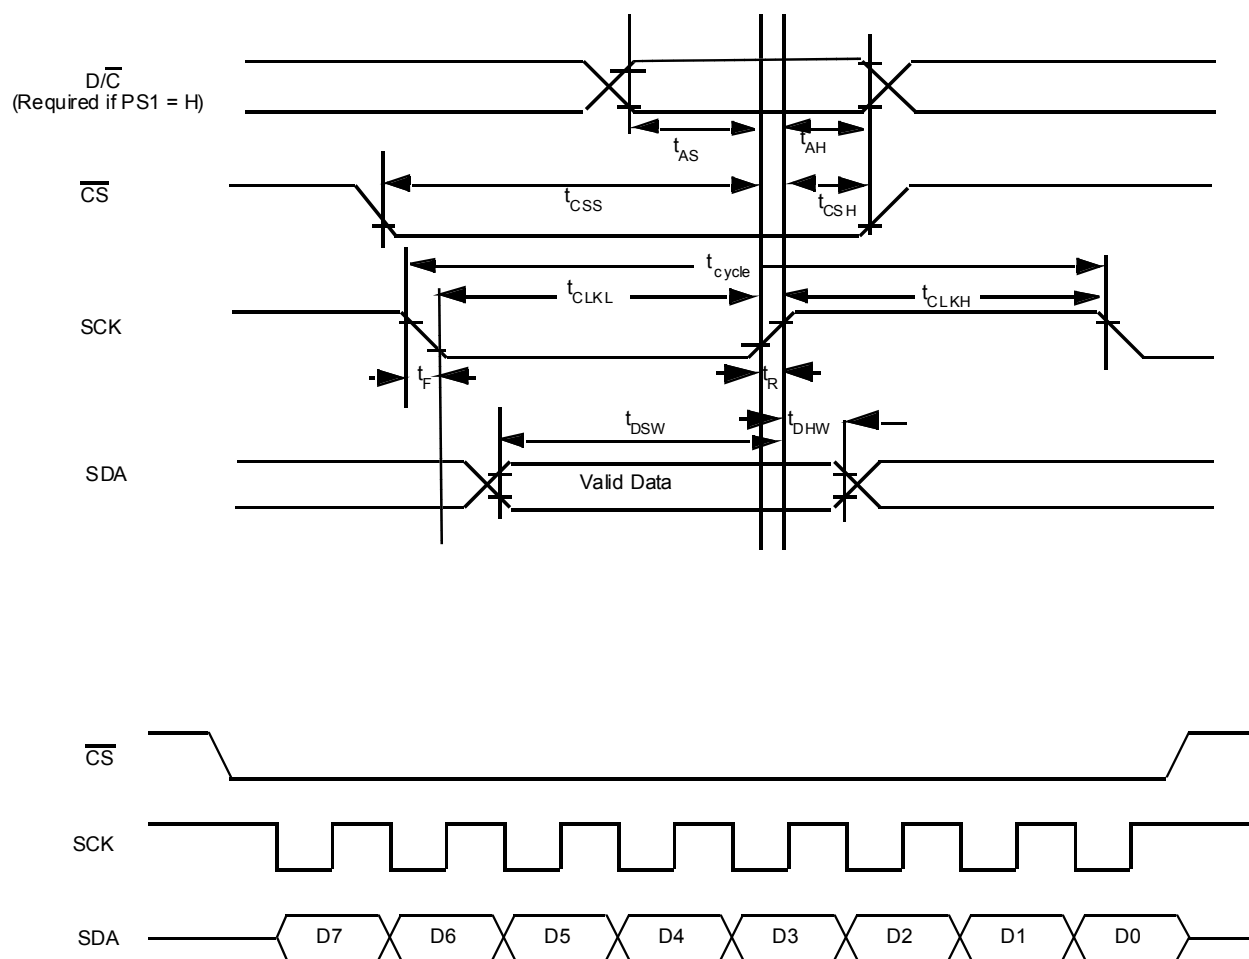 D/C
(Required if PS1 = H)
tAS
tAH
CS
tCSS
tCSH
tcycle
tCLKL
tCLKH
SCK
tF
tR
tDSW
tDHW
SDA
Valid Data
CS
SCK
SDA
D7 D6 D5 D4 D3 D2 D1 D0